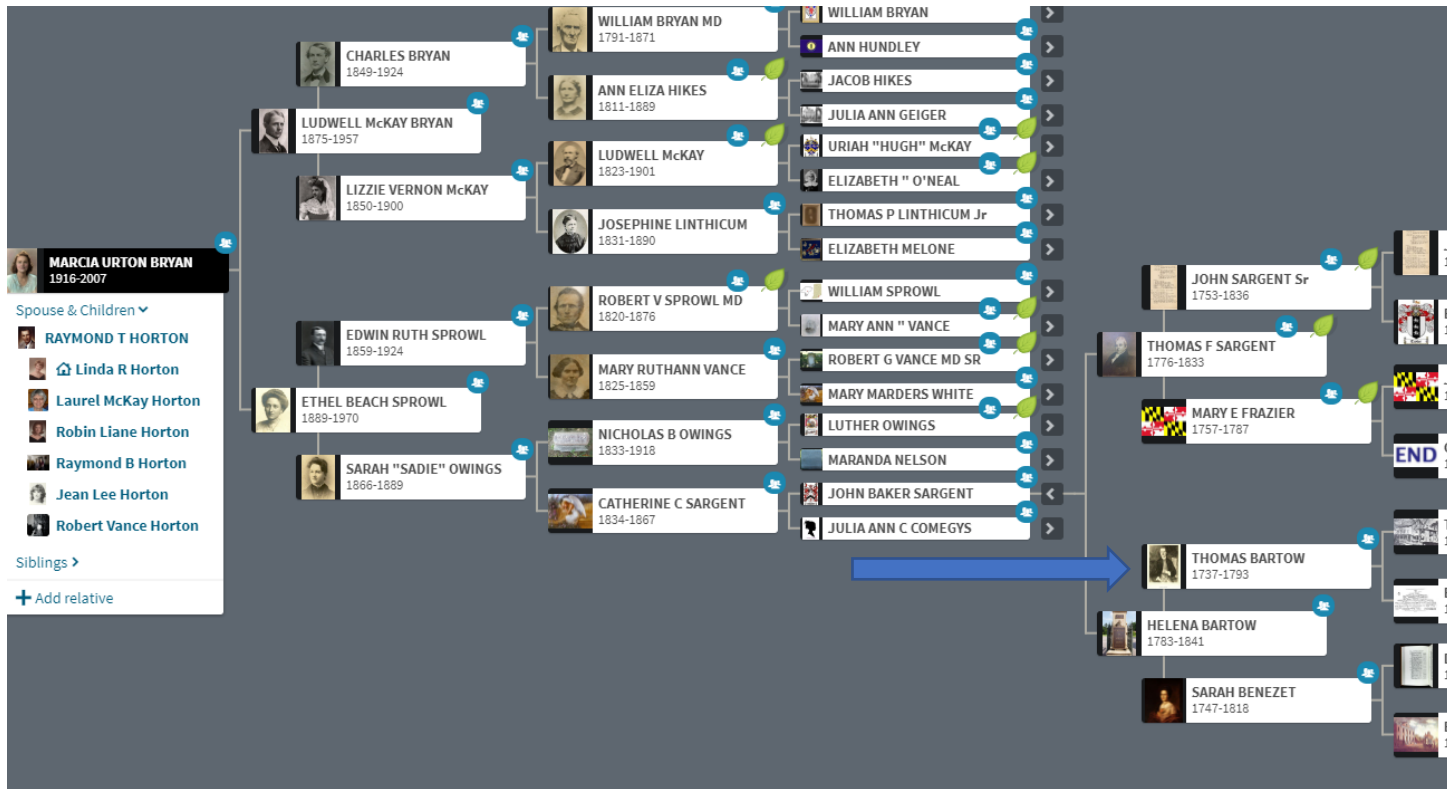 MARCIA URTON BRYAN
1916-2007
Spouse & Children
RAYMOND T HORTON
Linda R Horton
Laurel McKay Horton
Robin Liane Horton
Raymond B Horton
Jean Lee Horton
Robert Vance Horton
Siblings
Add relative
LUDWELL McKAY BRYAN
1875-1957
ETHEL BEACH SPROWL
1889-1970
CHARLES BRYAN
1849-1924
LIZZIE VERNON McKAY
1850-1900
EDWIN RUTH SPROWL
1859-1924
SARAH "SADIE" OWINGS
1866-1889
WILLIAM BRYAN MD
1791-1871
ANN ELIZA HIKES
1811-1889
LUDWELL McKAY
1823-1901
JOSEPHINE LINTHICUM
1831-1890
ROBERT V SPROWL MD
1820-1876
MARY RUTHANN VANCE
1825-1859
NICHOLAS B OWINGS
1833-1918
CATHERINE C SARGENT
1834-1867
WILLIAM BRYAN
ANN HUNDLEY
JACOB HIKES
JULIA ANN GEIGER
URIAH "HUGH" McKAY
ELIZABETH " O'NEAL
THOMAS P LINTHICUM Jr
ELIZABETH MELONE
WILLIAM SPROWL
MARY ANN " VANCE
ROBERT G VANCE MD SR
MARY MARDERS WHITE
LUTHER OWINGS
MARANDA NELSON
JOHN BAKER SARGENT
JULIA ANN C COMEGYS
THOMAS F SARGENT
1776-1833
HELENA BARTOW
1783-1841
JOHN SARGENT Sr
1753-1836
MARY E FRAZIER
1757-1787
THOMAS BARTOW
1737-1793
SARAH BENEZET
1747-1818
END